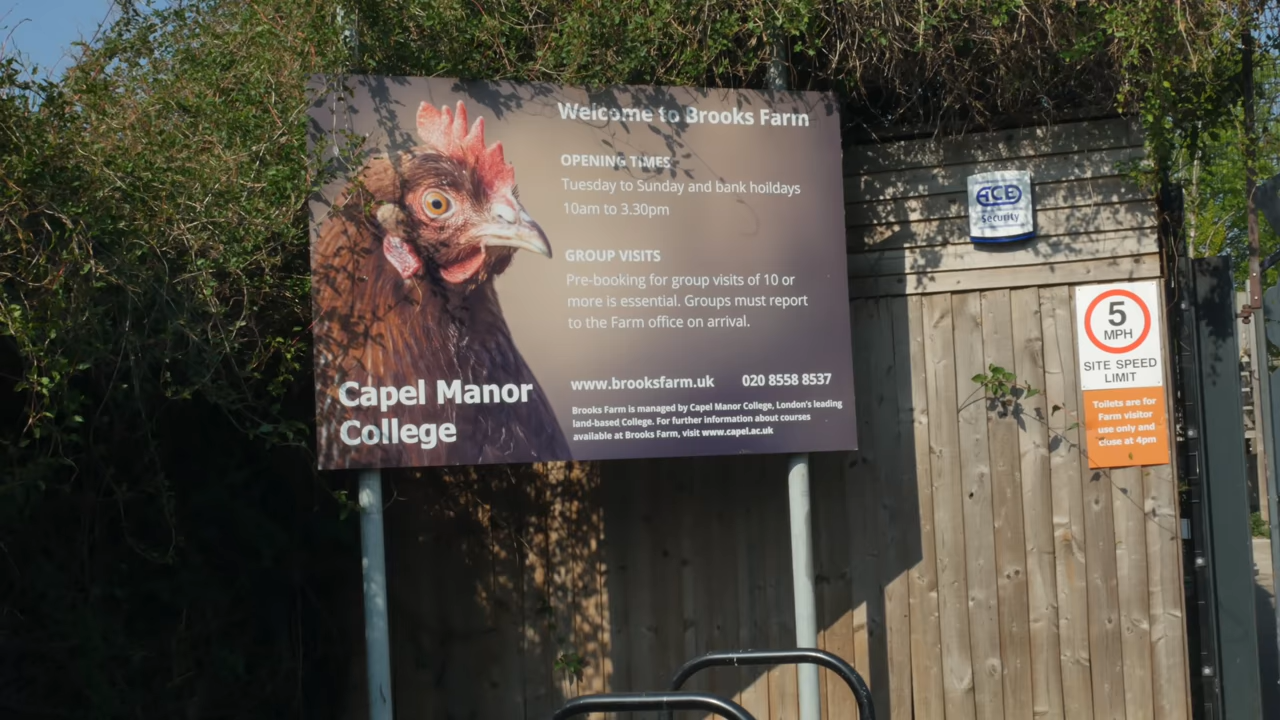 Welcome to Brooks Farm
OPENING TIMES
Tuesday to Sunday and bank hoildays
10am to 3.30pm
GROUP VISITS
Pre-booking for group visits of 10 or
more is essential. Groups must report
to the Farm office on arrival.
Capel Manor
College
www.brooksfarm.uk 020 8558 8537
Brooks Farm is managed by Capel Manor College, London's leading
land-based College. For further information about courses
available at Brooks Farm, visit www.capel.ac.uk
ACE
Security
5
MPH
SITE SPEED
LIMIT
Toilets are for
Farm visitor
use only and
close at 4pm